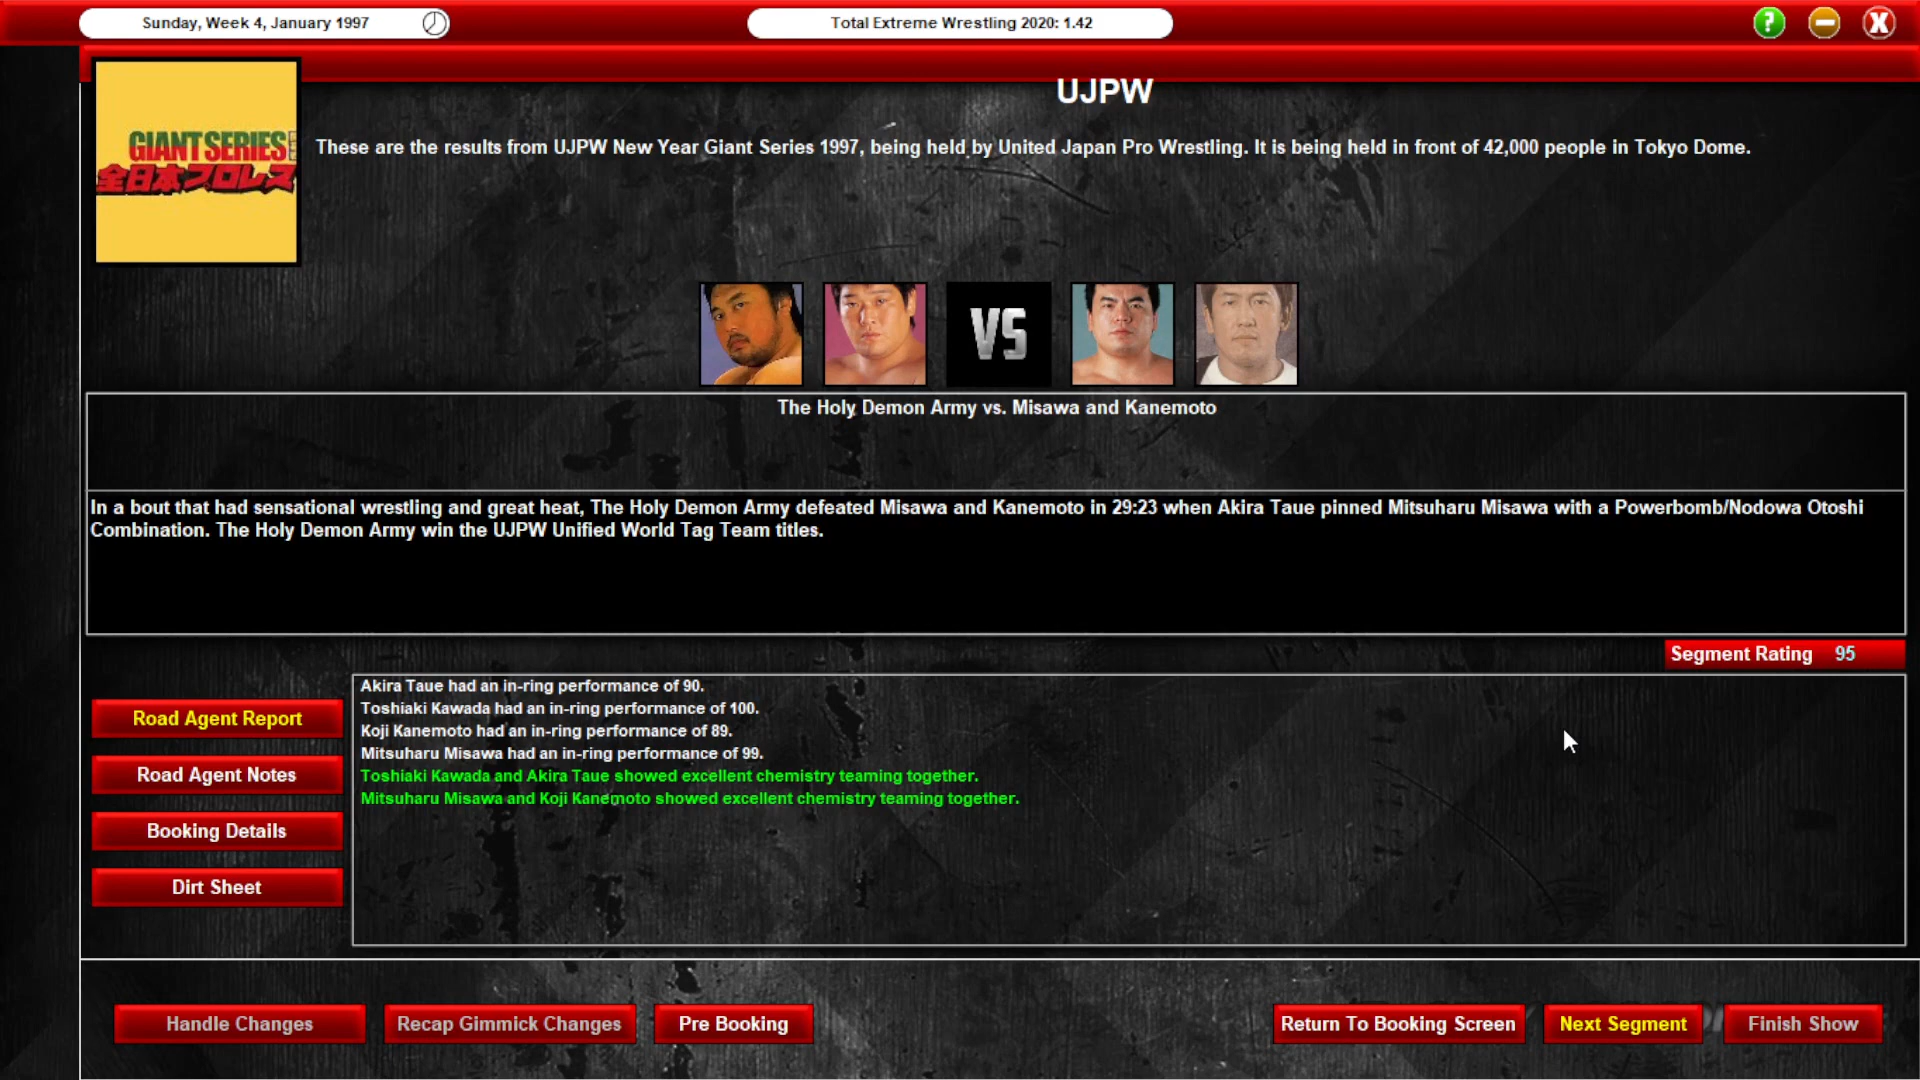 Sunday, Week 4, January 1997
Total Extreme Wrestling 2020: 1.42
?
X
UJPW
GIANT SERIES
全日本プロレス
These are the results from UJPW New Year Giant Series 1997, being held by United Japan Pro Wrestling. It is being held in front of 42,000 people in Tokyo Dome.
VS
The Holy Demon Army vs. Misawa and Kanemoto
In a bout that had sensational wrestling and great heat, The Holy Demon Army defeated Misawa and Kanemoto in 29:23 when Akira Taue pinned Mitsuharu Misawa with a Powerbomb/Nodowa Otoshi
Combination. The Holy Demon Army win the UJPW Unified World Tag Team titles.
Segment Rating 95
Road Agent Report
Road Agent Notes
Booking Details
Dirt Sheet
Akira Taue had an in-ring performance of 90.
Toshiaki Kawada had an in-ring performance of 100.
Koji Kanemoto had an in-ring performance of 89.
Mitsuharu Misawa had an in-ring performance of 99.
Toshiaki Kawada and Akira Taue showed excellent chemistry teaming together.
Mitsuharu Misawa and Koji Kanemoto showed excellent chemistry teaming together.
Handle Changes
Recap Gimmick Changes
Pre Booking
Return To Booking Screen
Next Segment
Finish Show